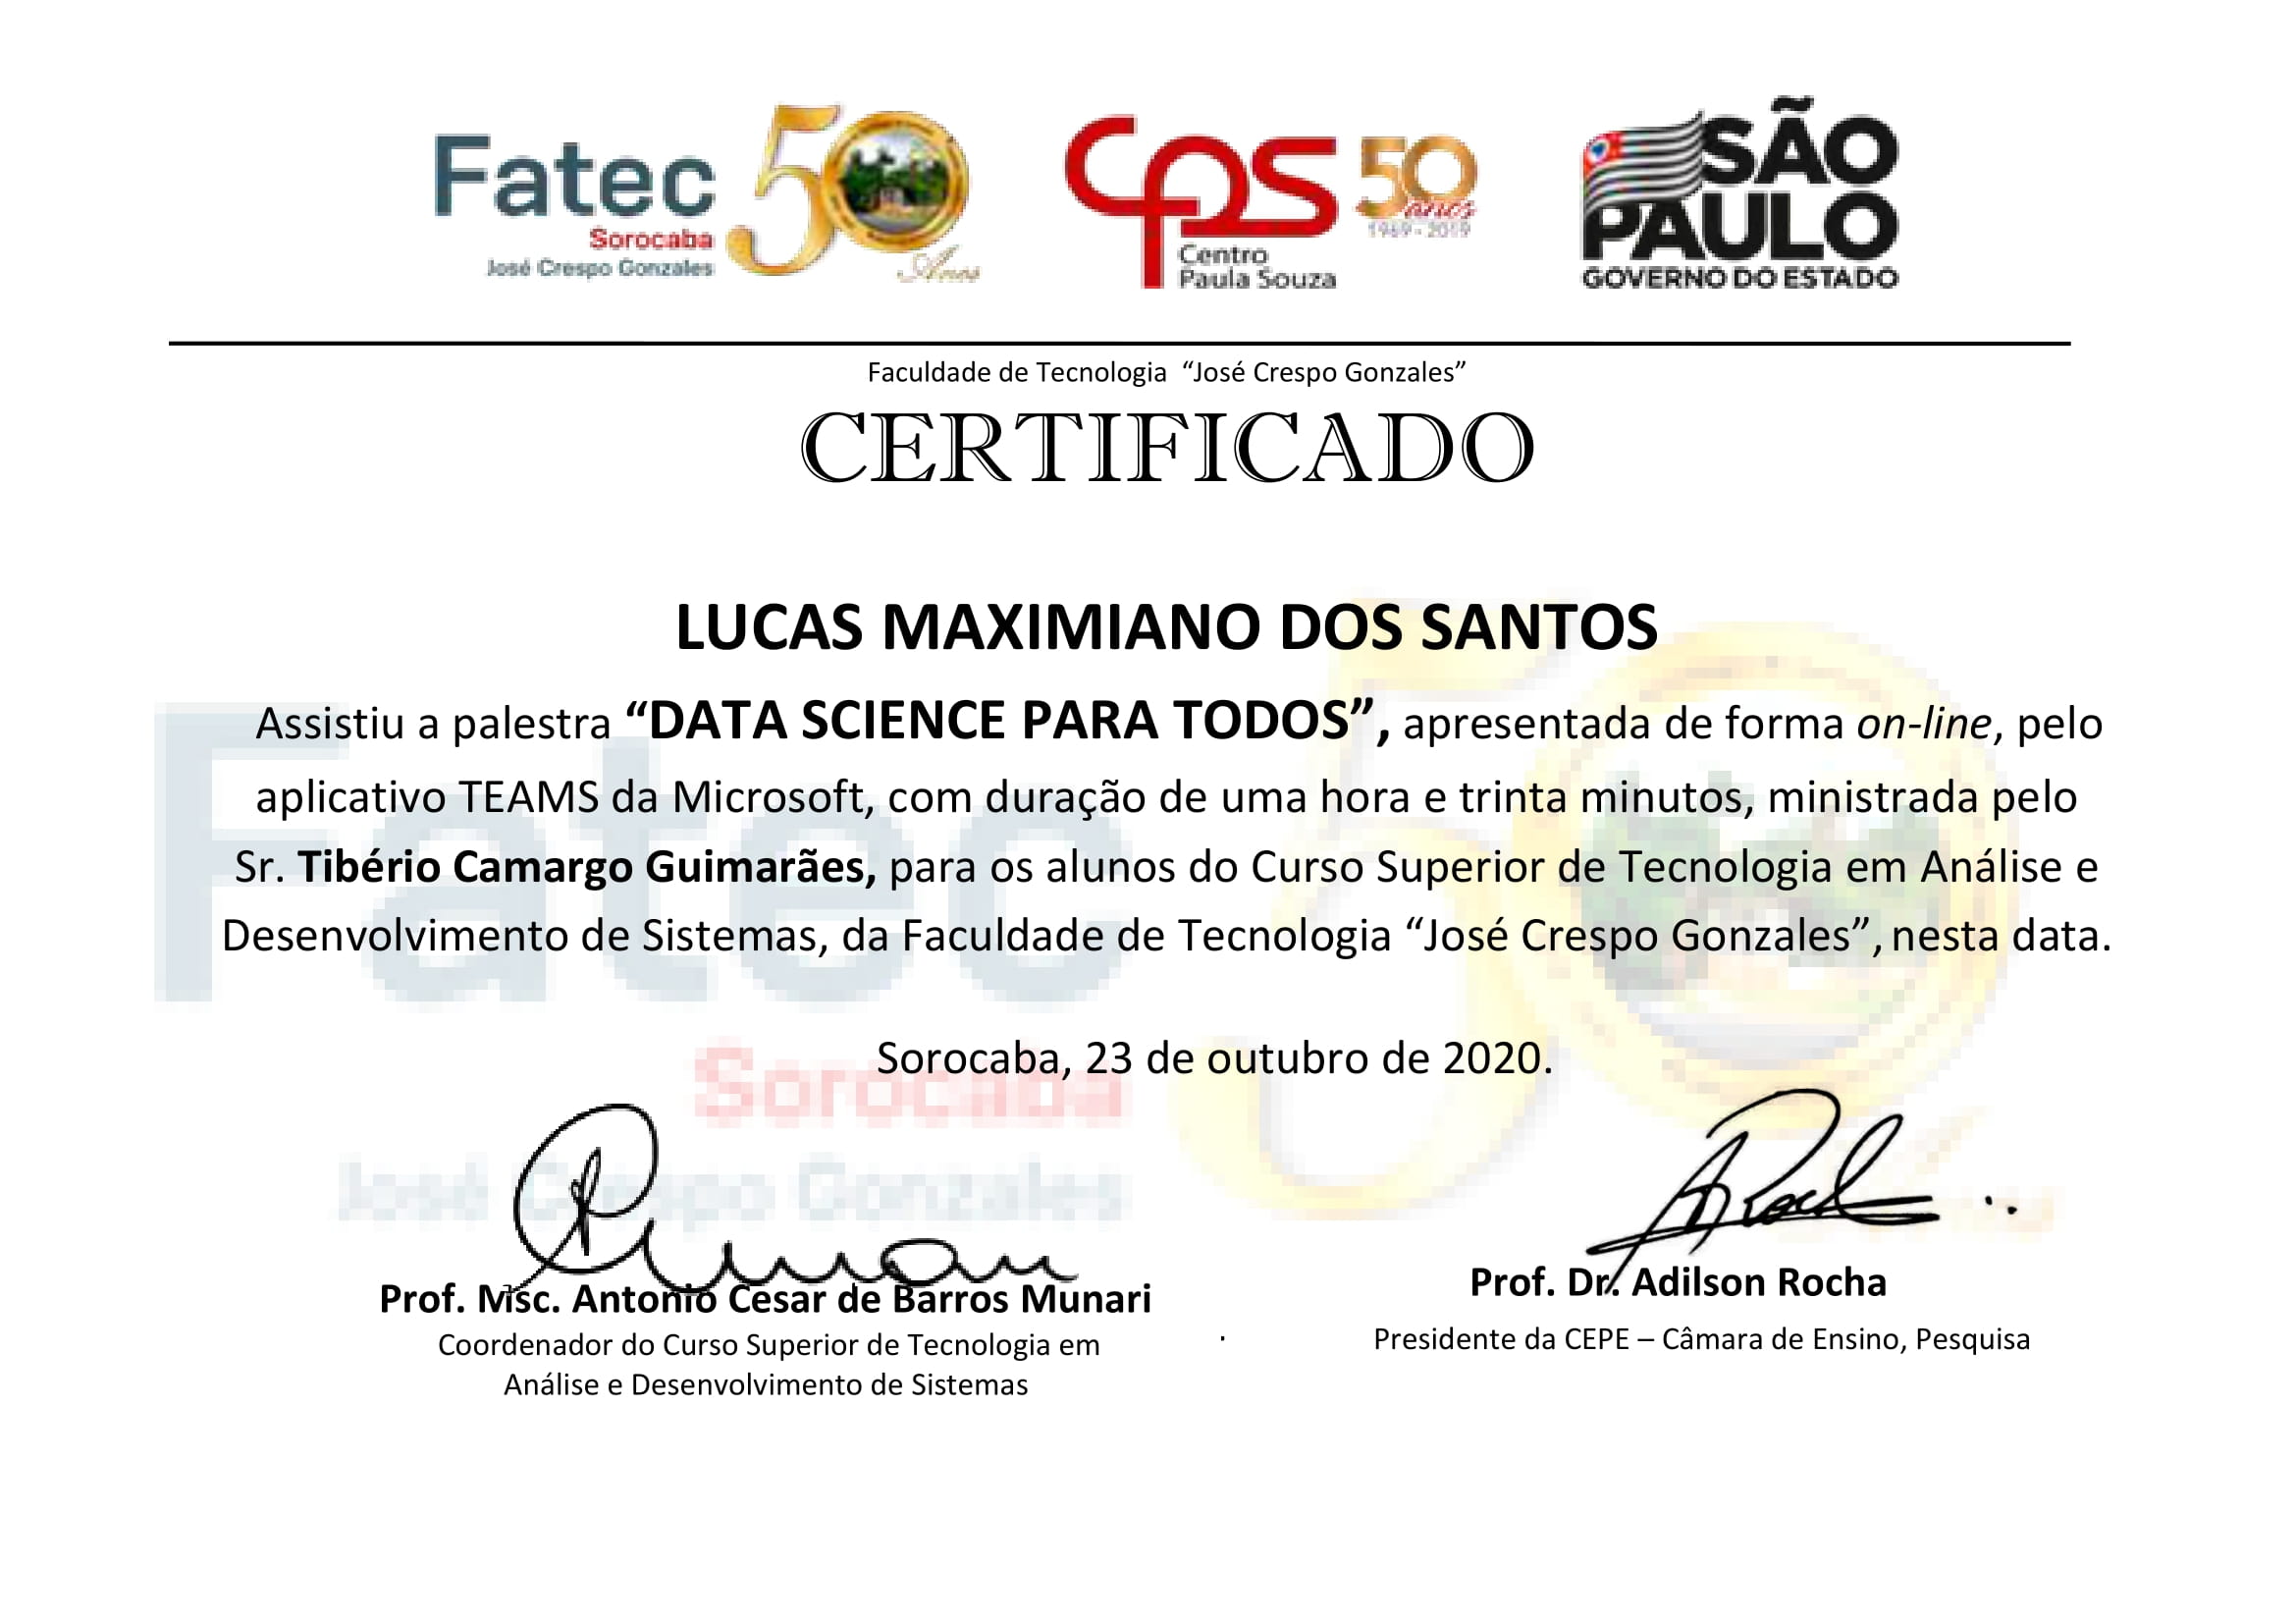 Fatec 50
Sorocaba
José Crespo Gonzales
Anos
CPS 50 anos
1969 - 2019
Centro
Paula Souza
SÃO
PAULO
GOVERNO DO ESTADO
Faculdade de Tecnologia “José Crespo Gonzales”
CERTIFICADO
LUCAS MAXIMIANO DOS SANTOS
Assistiu a palestra “DATA SCIENCE PARA TODOS”, apresentada de forma on-line, pelo
aplicativo TEAMS da Microsoft, com duração de uma hora e trinta minutos, ministrada pelo
Sr. Tibério Camargo Guimarães, para os alunos do Curso Superior de Tecnologia em Análise e
Desenvolvimento de Sistemas, da Faculdade de Tecnologia “José Crespo Gonzales”, nesta data.
Fatec 50
Sorocaba, 23 de outubro de 2020.
Sorocaba
José Crespo Gonzales
Prof. Msc. Antonio Cesar de Barros Munari
Coordenador do Curso Superior de Tecnologia em
Análise e Desenvolvimento de Sistemas
.
Prof. Dr. Adilson Rocha
Presidente da CEPE – Câmara de Ensino, Pesquisa